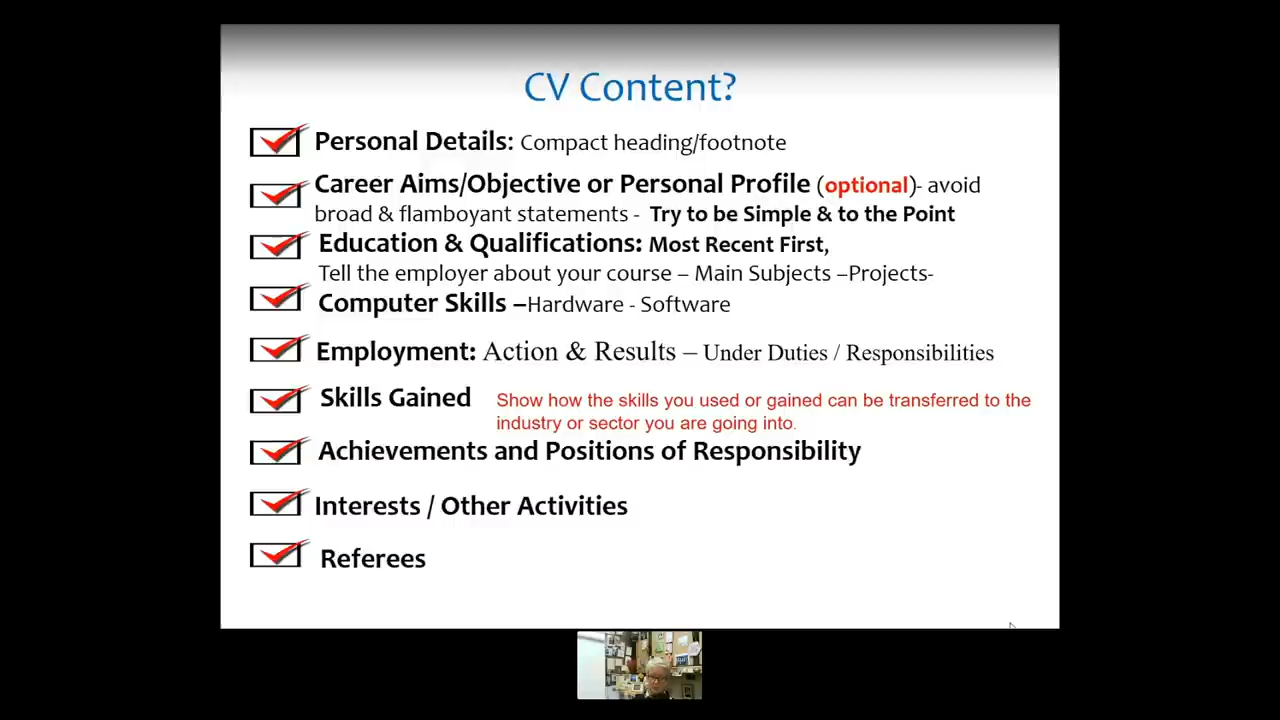 CV Content?
Personal Details: Compact heading/footnote
Career Aims/Objective or Personal Profile (optional)- avoid
broad & flamboyant statements - Try to be Simple & to the Point
Education & Qualifications: Most Recent First,
Tell the employer about your course – Main Subjects –Projects-
Computer Skills –Hardware - Software
Employment: Action & Results – Under Duties / Responsibilities
Skills Gained Show how the skills you used or gained can be transferred to the
industry or sector you are going into.
Achievements and Positions of Responsibility
Interests / Other Activities
Referees